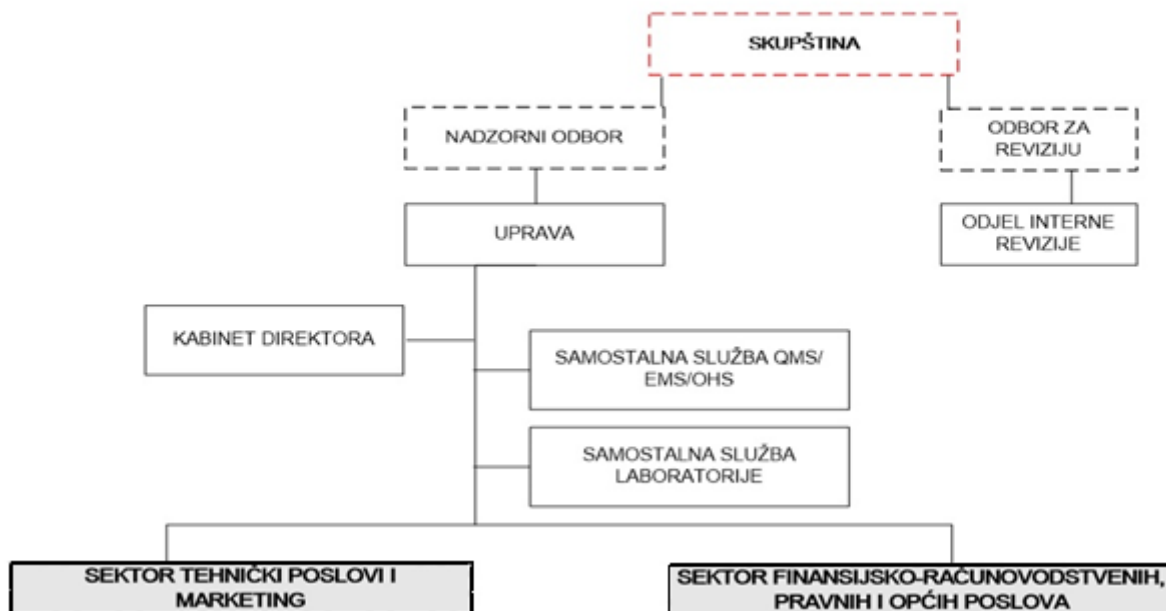 SKUPŠTINA
NADZORNI ODBOR
ODBOR ZA
REVIZIJU
UPRAVA
ODJEL INTERNE
REVIZIJE
KABINET DIREKTORA
SAMOSTALNA SLUŽBA QMS/
EMS/OHS
SAMOSTALNA SLUŽBA
LABORATORIJE
SEKTOR TEHNIČKI POSLOVI I
MARKETING
SEKTOR FINANSIJSKO-RAČUNOVODSTVENIH,
PRAVNIH I OPĆIH POSLOVA